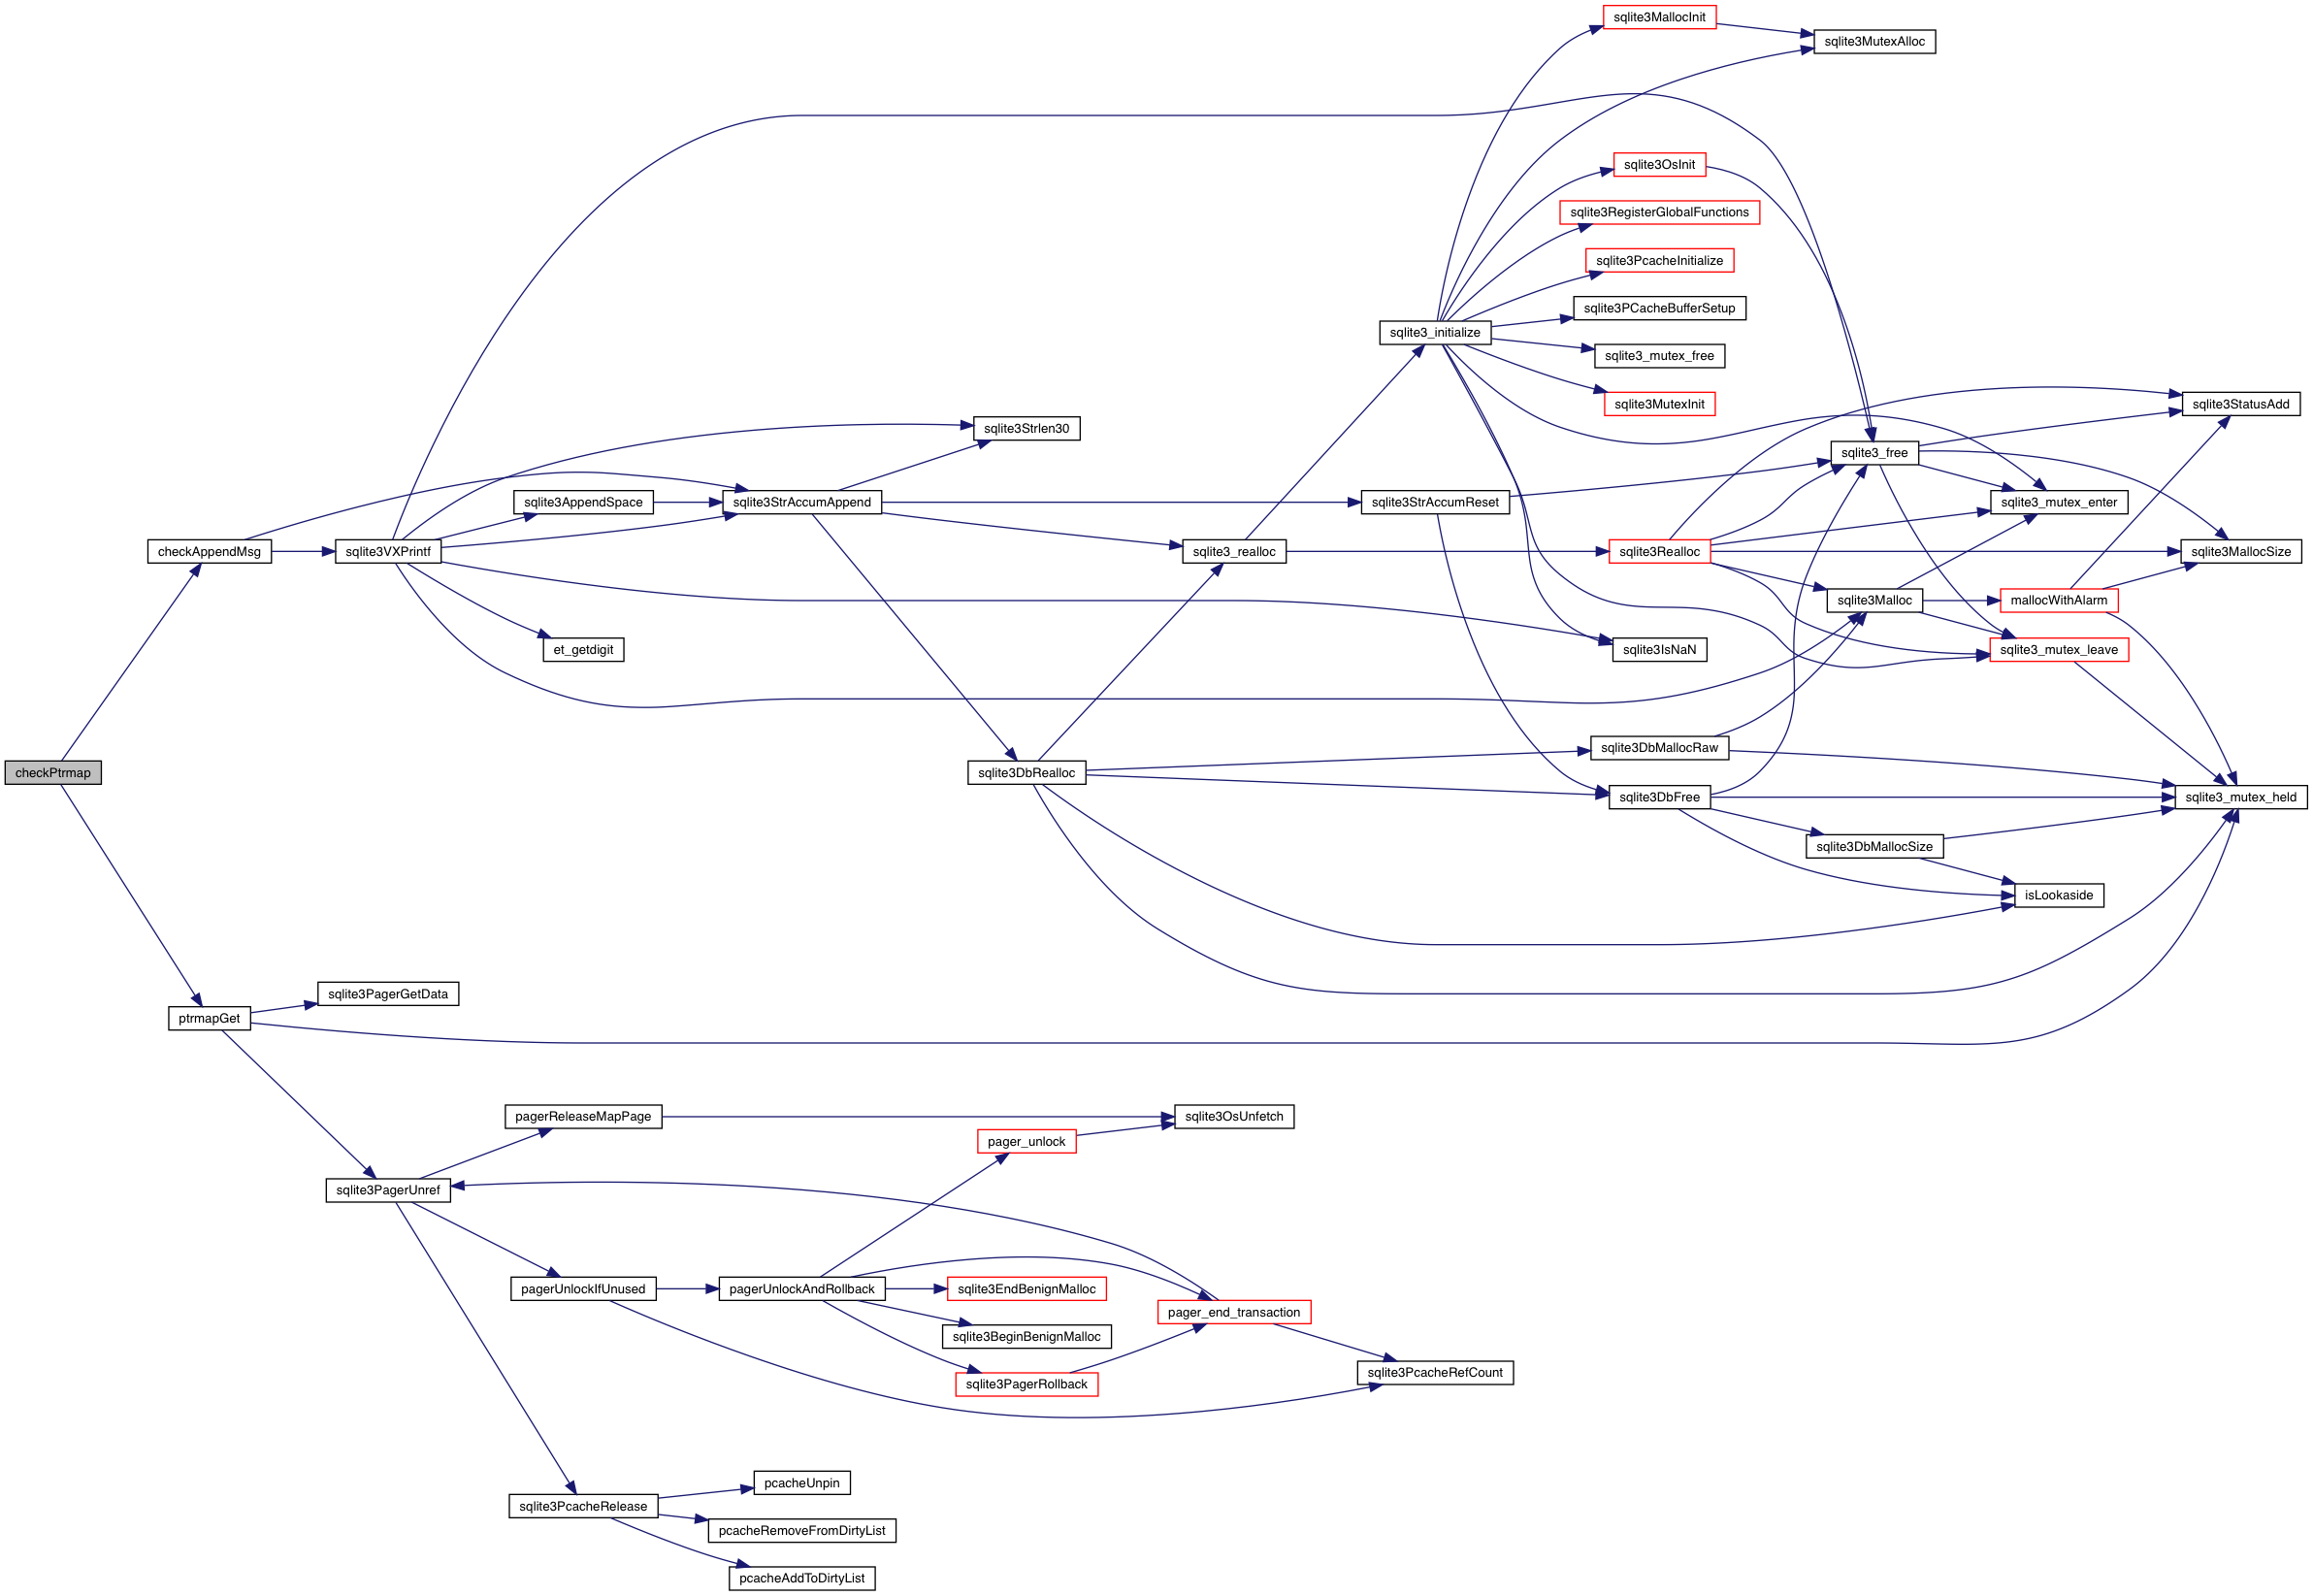 sqlite3MallocInit
sqlite3MutexAlloc
sqlite3OsInit
sqlite3RegisterGlobalFunctions
sqlite3PcacheInitialize
sqlite3PCacheBufferSetup
sqlite3_initialize
sqlite3_mutex_free
sqlite3MutexInit
sqlite3StatusAdd
sqlite3Strlen30
sqlite3_free
sqlite3AppendSpace
sqlite3StrAccumAppend
sqlite3StrAccumReset
sqlite3_mutex_enter
checkAppendMsg
sqlite3VXPrintf
sqlite3_realloc
sqlite3Realloc
sqlite3MallocSize
sqlite3Malloc
mallocWithAlarm
et_getdigit
sqlite3IsNaN
sqlite3_mutex_leave
sqlite3DbMallocRaw
checkPtrmap
sqlite3DbRealloc
sqlite3DbFree
sqlite3_mutex_held
sqlite3DbMallocSize
isLookaside
sqlite3PagerGetData
ptrmapGet
pagerReleaseMapPage
sqlite3OsUnfetch
pager_unlock
sqlite3PagerUnref
pagerUnlockIfUnused
pagerUnlockAndRollback
sqlite3EndBenignMalloc
pager_end_transaction
sqlite3BeginBenignMalloc
sqlite3PcacheRefCount
sqlite3PagerRollback
pcacheUnpin
sqlite3PcacheRelease
pcacheRemoveFromDirtyList
pcacheAddToDirtyList